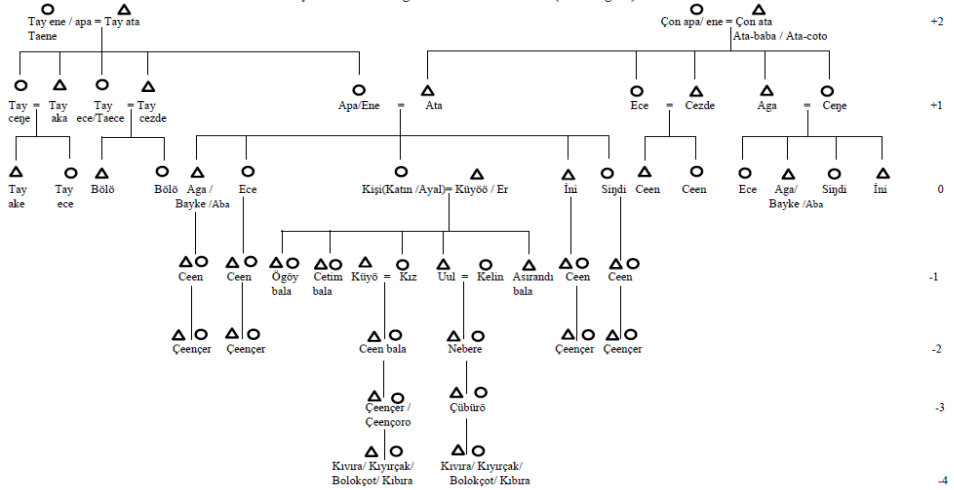 Tay ene / apa = Tay ata
Taene
Çon apa/ ene = Çon ata
Ata-baba / Ata-coto
+2
Tay = Tay
ceŋe aka
Tay = Tay
ece/Taece cezde
Apa/Ene = Ata
Ece = Cezde
Aga = Ceŋe
+1
Tay
ake
Tay
ece
Bölö
Bölö
Aga /
Bayke /Aba
Ece
Kişi(Katın /Ayal)= Küyöö / Er
İni
Siŋdi
Ceen
Ceen
Ece
Aga/
Bayke /Aba
Siŋdi
İni
0
Ceen
Ceen
Ögöy
bala
Cetim
bala
Küyö = Kız
Uul = Kelin
Asırandı
bala
Ceen
Ceen
-1
Çeençer
Çeençer
Ceen bala
Nebere
Çeençer
Çeençer
-2
Çeençer /
Çeençoro
Çübürö
-3
Kıvıra/ Kıyırçak/
Bolokçot/ Kıbıra
Kıvıra/ Kıyırçak/
Bolokçot/ Kıbıra
-4